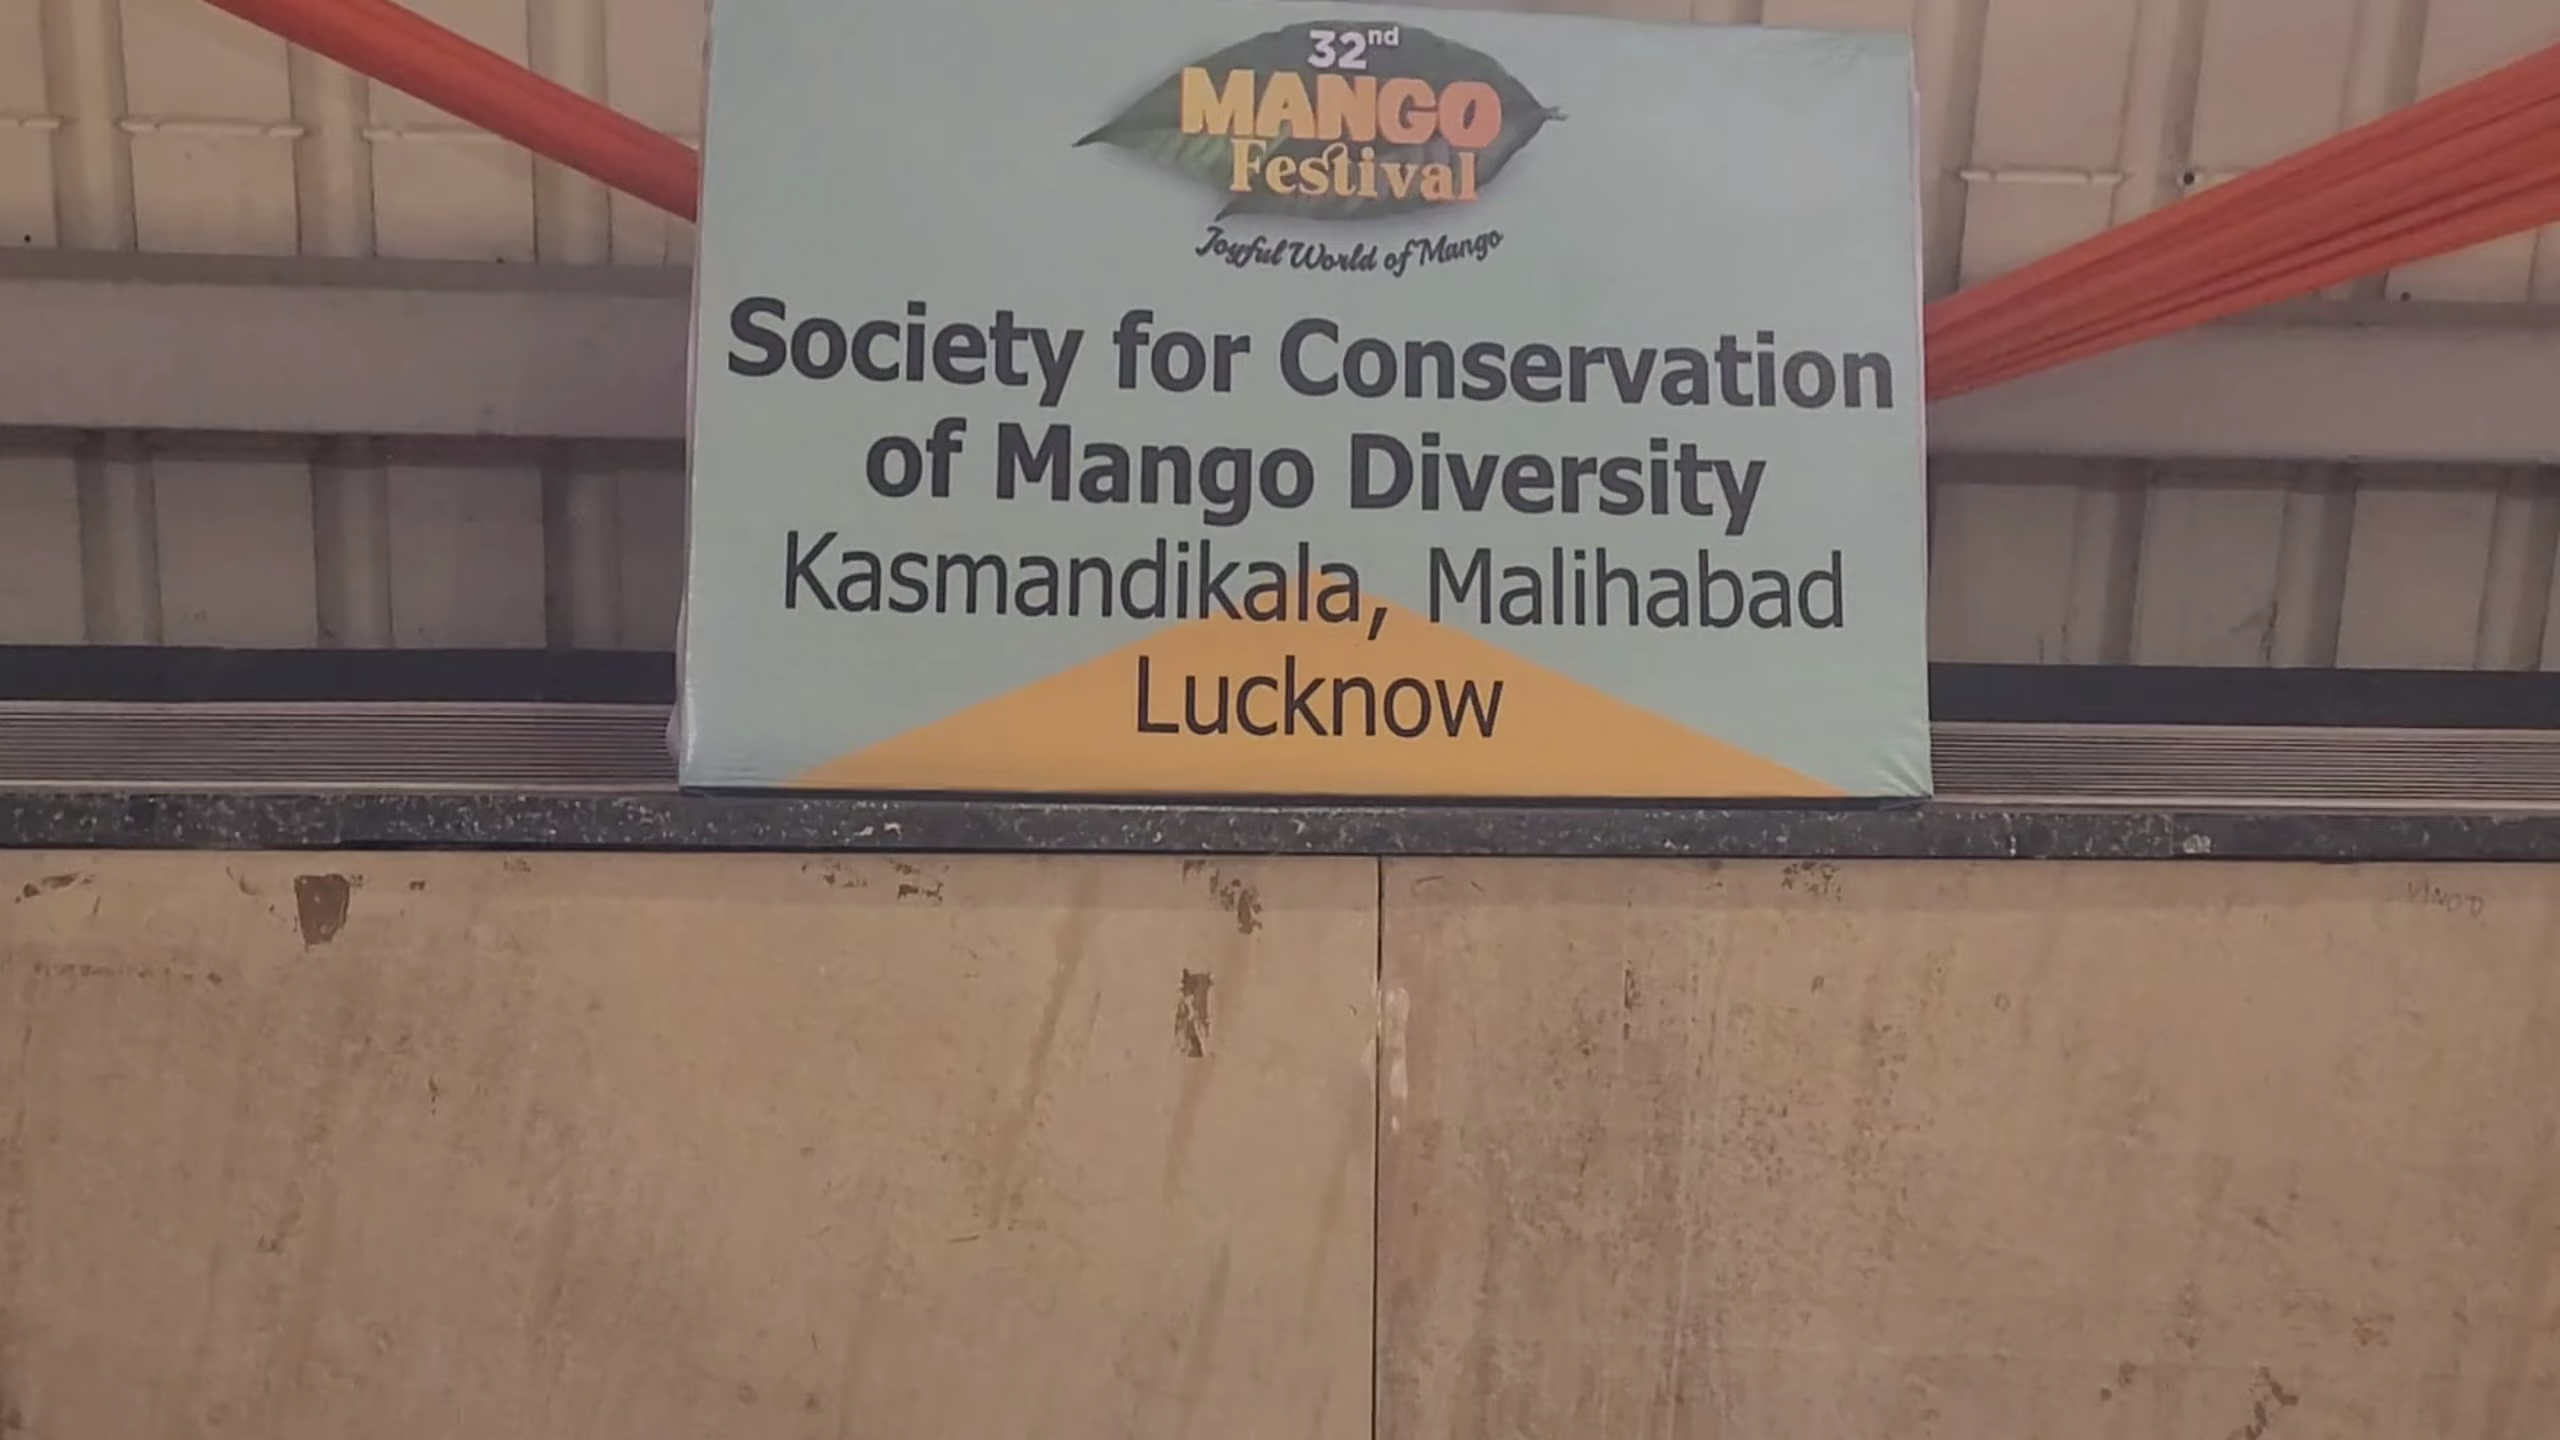 32nd
MANGO
Festival
Joyful World of Mango
Society for Conservation
of Mango Diversity
Kasmandikala, Malihabad
Lucknow